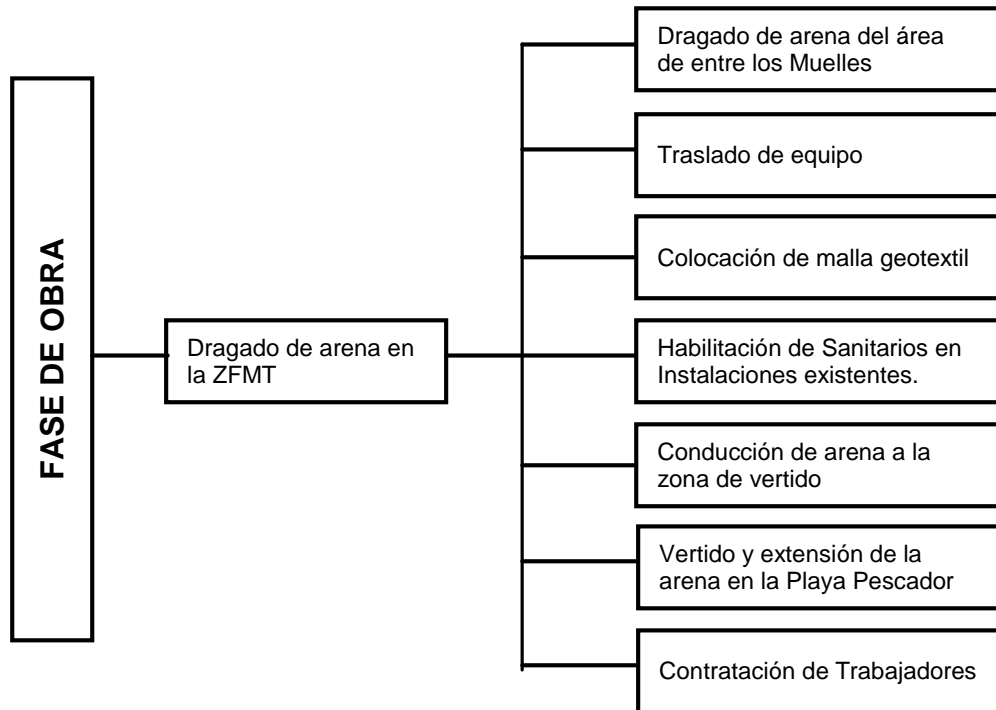 FASE DE OBRA
Dragado de arena en
la ZFMT
Dragado de arena del área
de entre los Muelles
Traslado de equipo
Colocación de malla geotextil
Habilitación de Sanitarios en
Instalaciones existentes.
Conducción de arena a la
zona de vertido
Vertido y extensión de la
arena en la Playa Pescador
Contratación de Trabajadores